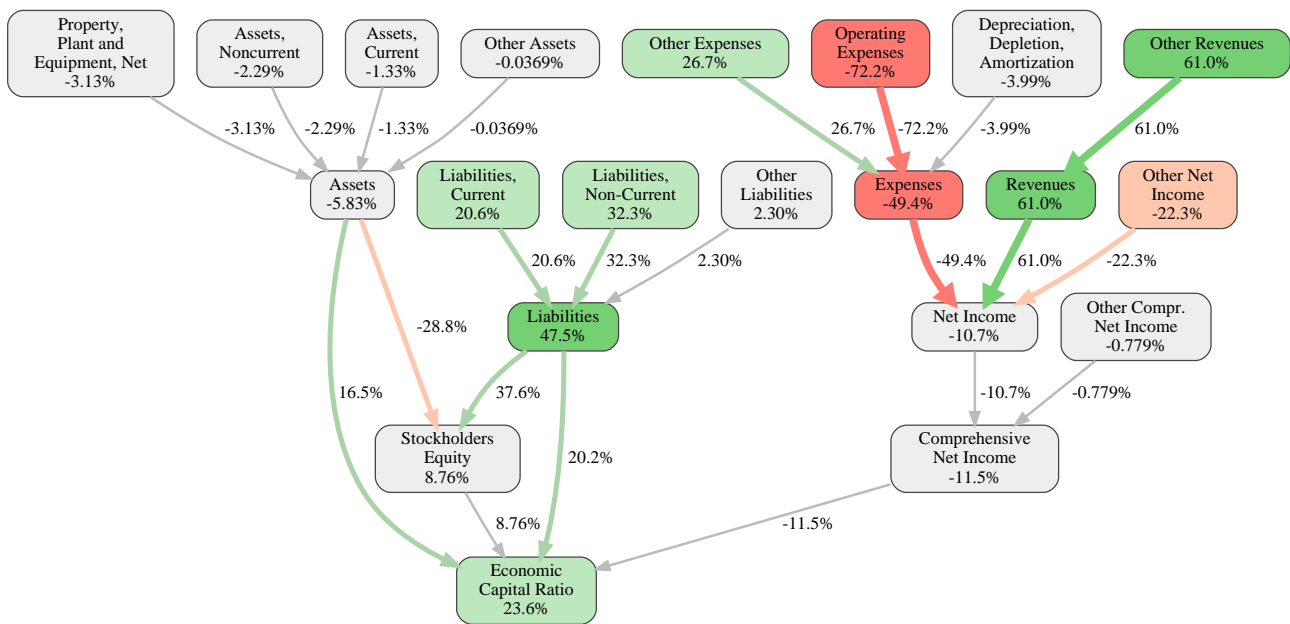 Property,
Plant and
Equipment, Net
-3.13%
Assets,
Noncurrent
-2.29%
Assets,
Current
-1.33%
Other Assets
-0.0369%
Other Expenses
26.7%
Operating
Expenses
-72.2%
Depreciation,
Depletion,
Amortization
-3.99%
Other Revenues
61.0%
-3.13%
-2.29%
-1.33%
-0.0369%
26.7%
-72.2%
-3.99%
61.0%
Assets
-5.83%
Liabilities,
Current
20.6%
Liabilities,
Non-Current
32.3%
Other
Liabilities
2.30%
Expenses
-49.4%
Revenues
61.0%
Other Net
Income
-22.3%
20.6%
32.3%
2.30%
-49.4%
61.0%
-22.3%
-28.8%
Liabilities
47.5%
Net Income
-10.7%
Other Compr.
Net Income
-0.779%
16.5%
37.6%
-10.7%
-0.779%
Stockholders
Equity
8.76%
20.2%
Comprehensive
Net Income
-11.5%
8.76%
-11.5%
Economic
Capital Ratio
23.6%